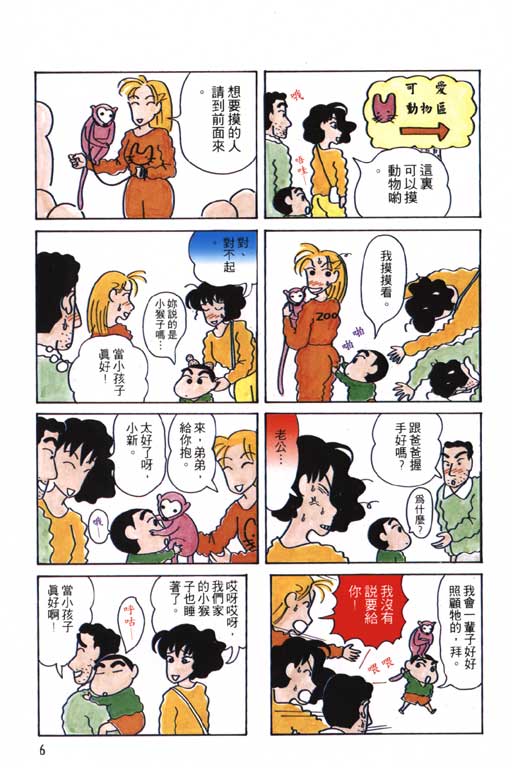 可愛
動物區
哦
唔哇
這裏
可以摸
動物喲
。
想要摸的人
請到前面來
。
我摸摸看。
ZOO
啪
啪
對、
對不起
。
妳說的是
小猴子嗎…
當小孩子
真好！
跟爸爸握
手好嗎？
為什麼？
老公…
來，弟弟，
給你抱。
太好了呀，
小新。
哦—
我會一輩子好好
照顧牠的，拜。
我沒有
說要給
你！
喂
喂
哎呀哎呀，
我們家
的小猴
子也睡
著了。
呼咕—
當小孩子
真好啊！
6